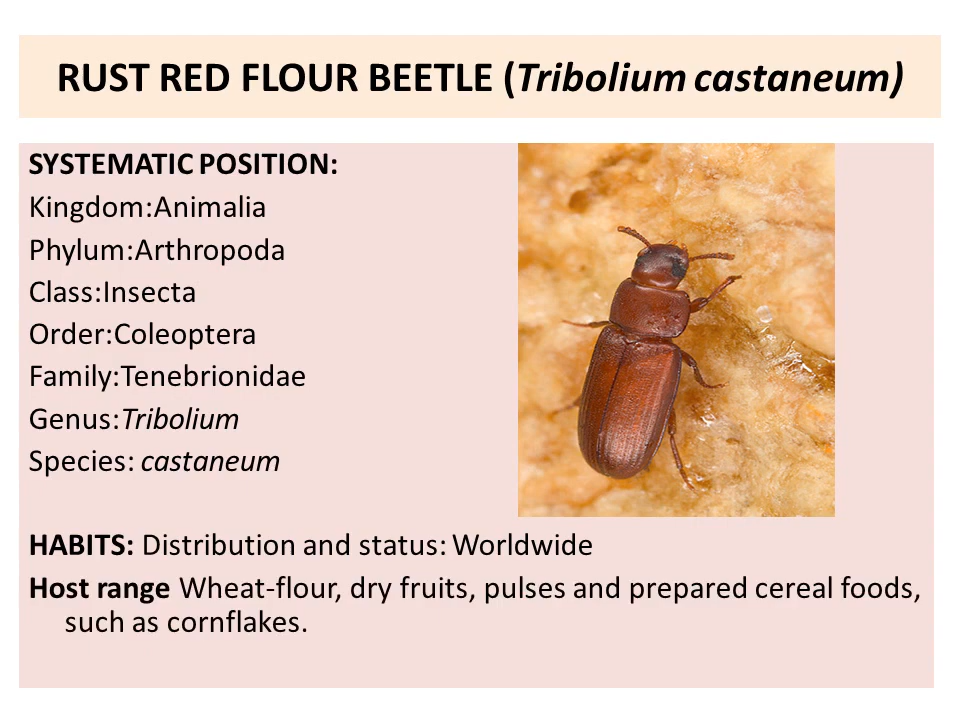 RUST RED FLOUR BEETLE (Tribolium castaneum)
SYSTEMATIC POSITION:
Kingdom:Animalia
Phylum:Arthropoda
Class:Insecta
Order:Coleoptera
Family:Tenebrionidae
Genus:Tribolium
Species: castaneum
HABITS: Distribution and status: Worldwide
Host range Wheat-flour, dry fruits, pulses and prepared cereal foods,
such as cornflakes.